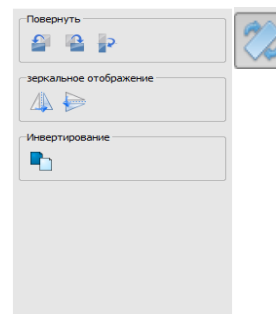 Повернуть
зеркальное отображение
Инвертирование